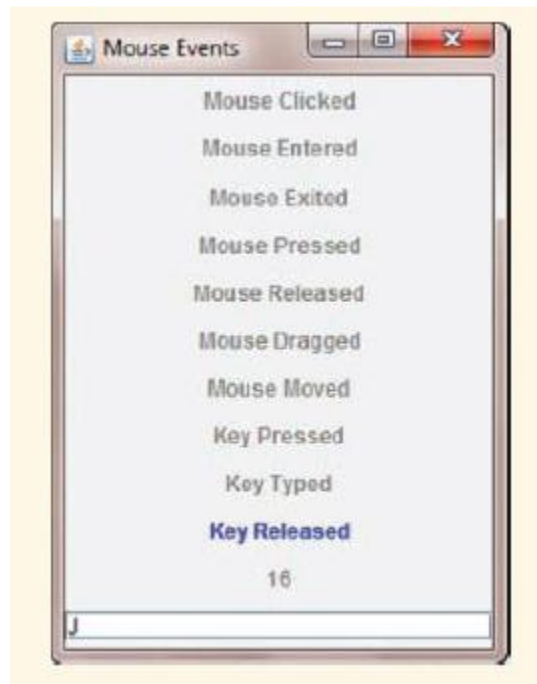 Mouse Events
Mouse Clicked
Mouse Entered
Mouse Exited
Mouse Pressed
Mouse Released
Mouse Dragged
Mouse Moved
Key Pressed
Key Typed
Key Released
16
J